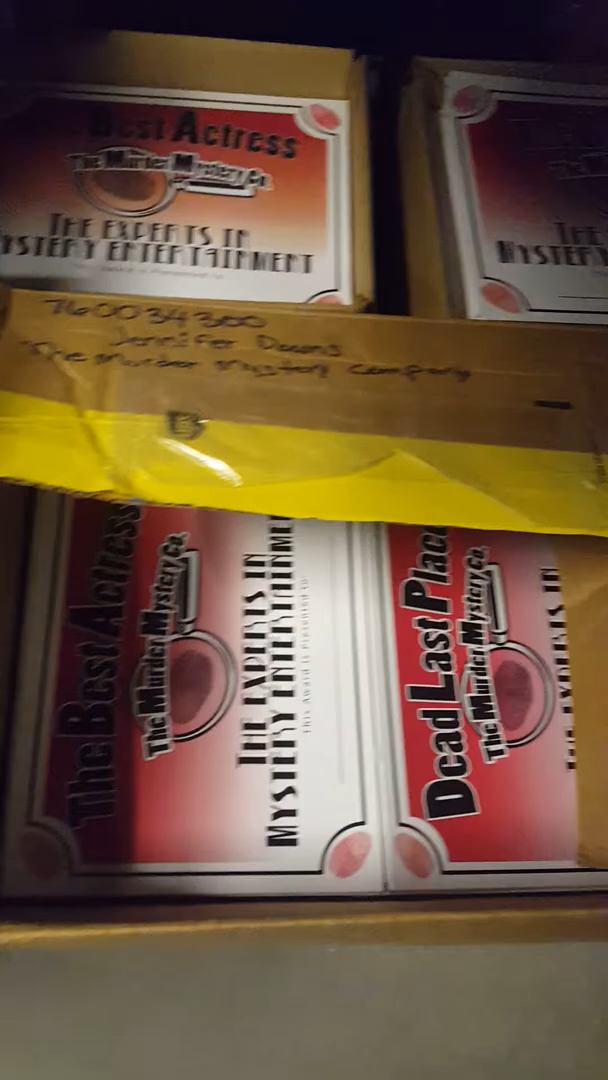 Best Actress
The Murder Mystery Co.
The Experts in
Mystery Entertainment
The
Mystery
760034300
Jennifer Downs
The Murder Mystery Company
The Best Actress
The Murder Mystery Co.
The Experts in
Mystery Entertainment
This Award is Presented to
Dead Last Place
The Murder Mystery Co.
The Experts in